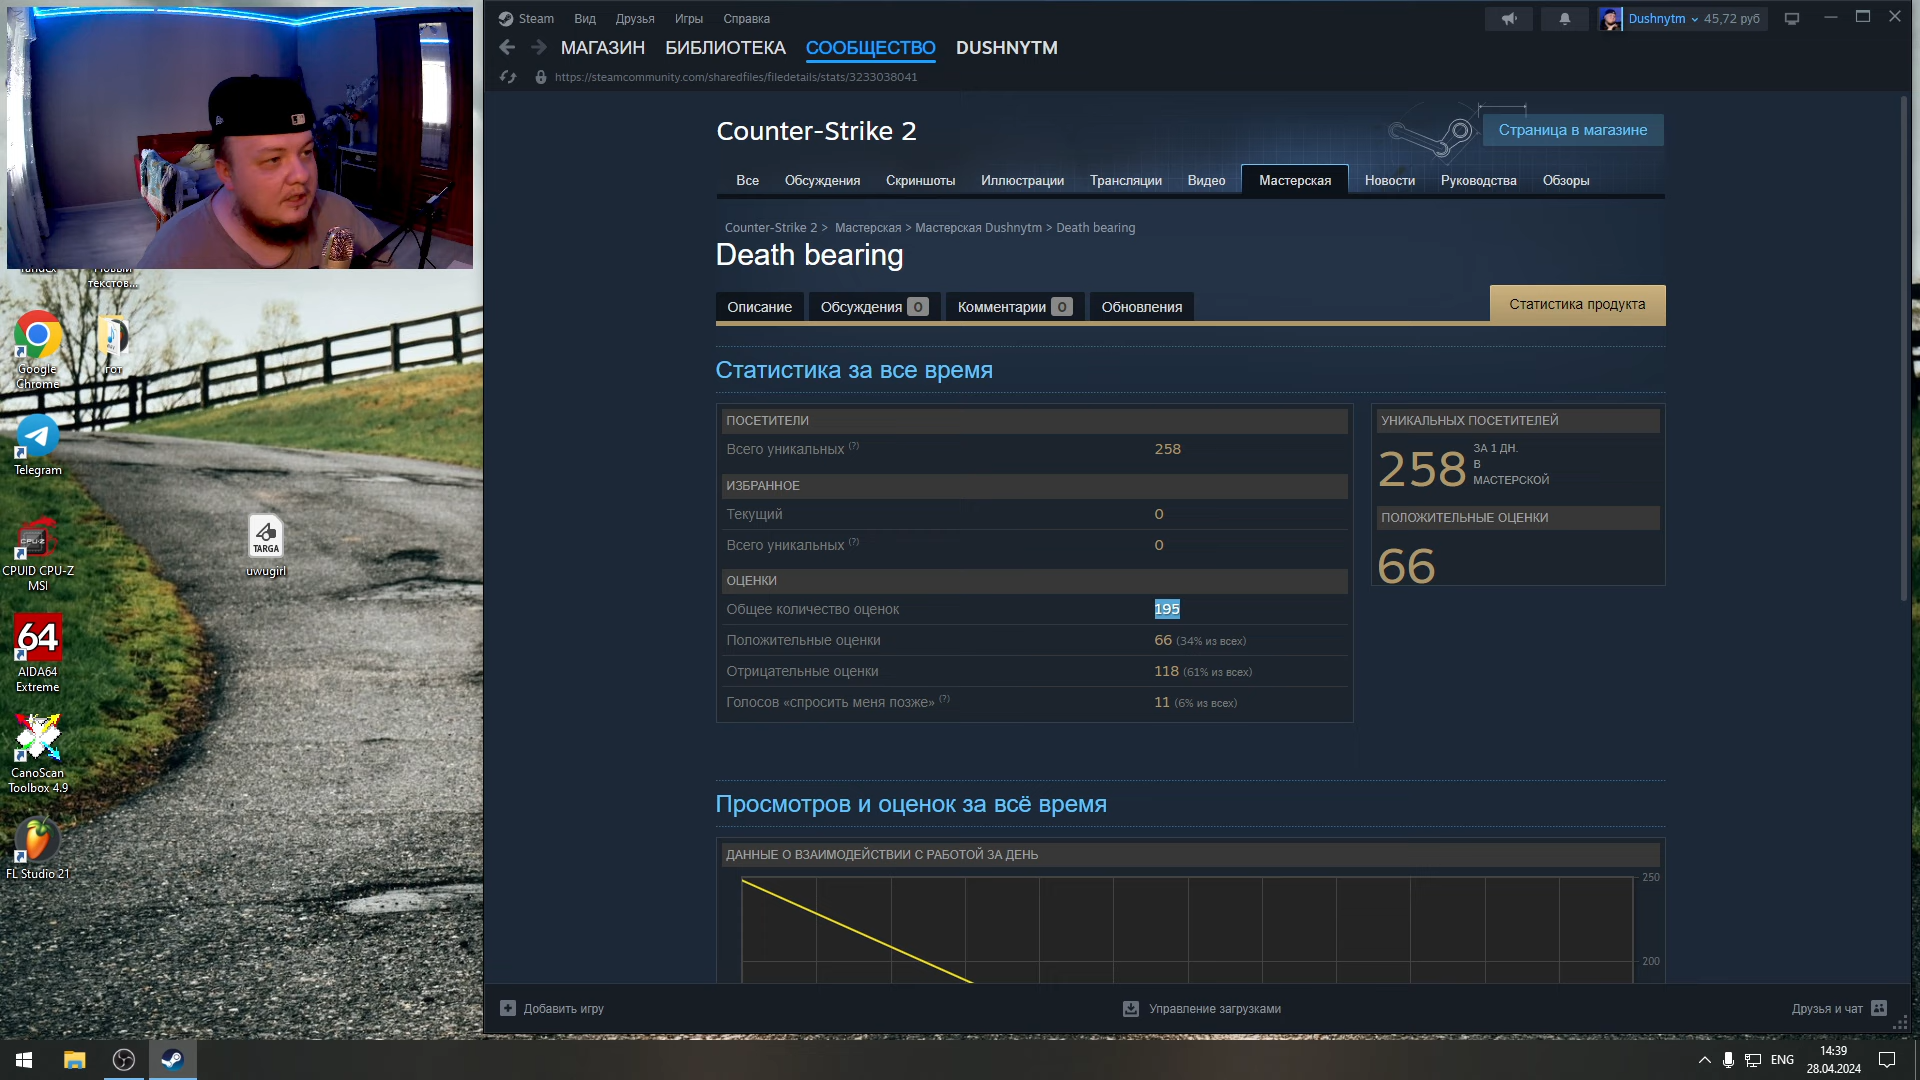 Steam Вид Друзья Игры Справка
Dushnytm 45,72 руб
МАГАЗИН БИБЛИОТЕКА СООБЩЕСТВО DUSHNYTM
https://steamcommunity.com/sharedfiles/filedetails/stats/3233038041
Counter-Strike 2
Страница в магазине
Все Обсуждения Скриншоты Иллюстрации Трансляции Видео Мастерская Новости Руководства Обзоры
Counter-Strike 2 > Мастерская > Мастерская Dushnytm > Death bearing
Death bearing
Описание Обсуждения 0 Комментарии 0 Обновления
Статистика продукта
Статистика за все время
ПОСЕТИТЕЛИ
Всего уникальных (?) 258
ИЗБРАННОЕ
Текущий 0
Всего уникальных (?) 0
ОЦЕНКИ
Общее количество оценок 195
Положительные оценки 66 (34% из всех)
Отрицательные оценки 118 (61% из всех)
Голосов «спросить меня позже» (?) 11 (6% из всех)
УНИКАЛЬНЫХ ПОСЕТИТЕЛЕЙ
258 ЗА 1 ДН.
В
МАСТЕРСКОЙ
ПОЛОЖИТЕЛЬНЫЕ ОЦЕНКИ
66
Просмотров и оценок за всё время
ДАННЫЕ О ВЗАИМОДЕЙСТВИИ С РАБОТОЙ ЗА ДЕНЬ
250
200
Добавить игру
Управление загрузками
Друзья и чат
текстов...
Google
Chrome
гот
Telegram
CPU-Z
CPUID CPU-Z
MSI
TARGA
uwugirl
64
AIDA64
Extreme
CanoScan
Toolbox 4.9
FL Studio 21
ENG
14:39
28.04.2024